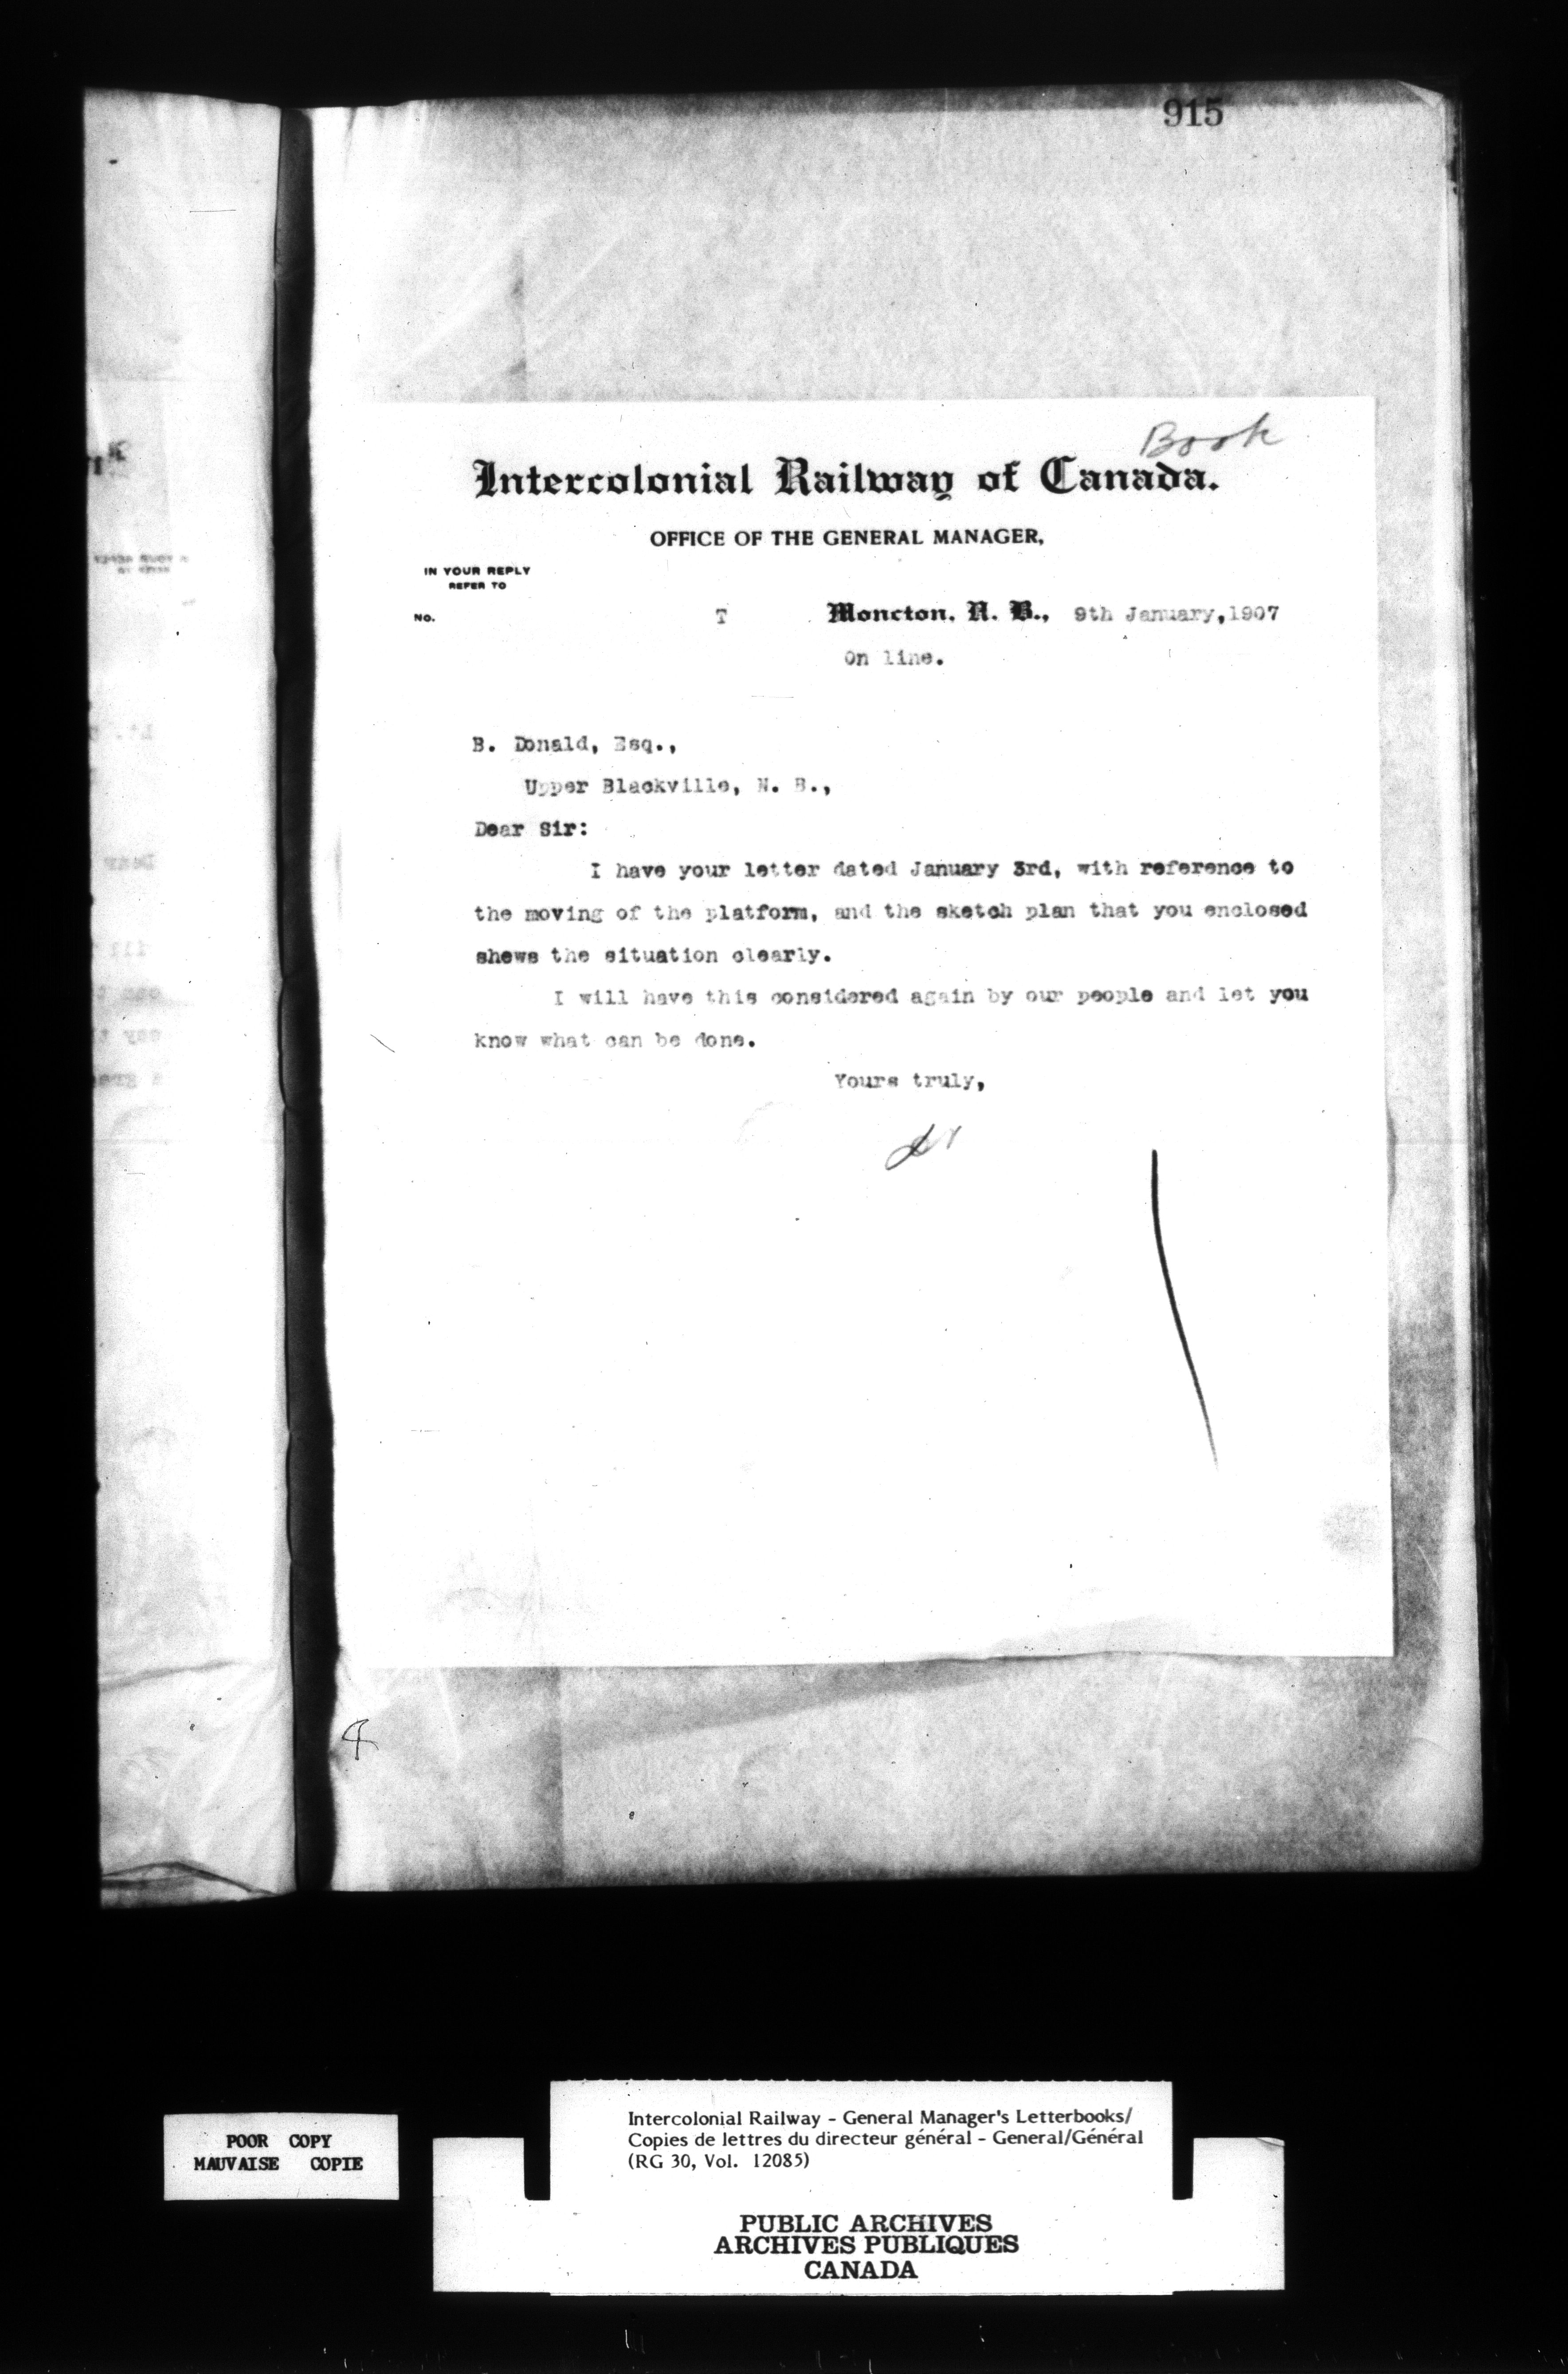 915
Book
Intercolonial Railway of Canada.
OFFICE OF THE GENERAL MANAGER,
IN YOUR REPLY
REFER TO
No.
T Moncton, N. B., 9th January, 1907
On line.
B. Donald, Esq.,
Upper Blackville, N. B.,
Dear Sir:
I have your letter dated January 3rd, with reference to
the moving of the platform, and the sketch plan that you enclosed
shews the situation clearly.
I will have this considered again by our people and let you
know what can be done.
Yours truly,
4
POOR COPY
MAUVAISE COPIE
Intercolonial Railway - General Manager's Letterbooks/
Copies de lettres du directeur général - General/Général
(RG 30, Vol. 12085)
PUBLIC ARCHIVES
ARCHIVES PUBLIQUES
CANADA